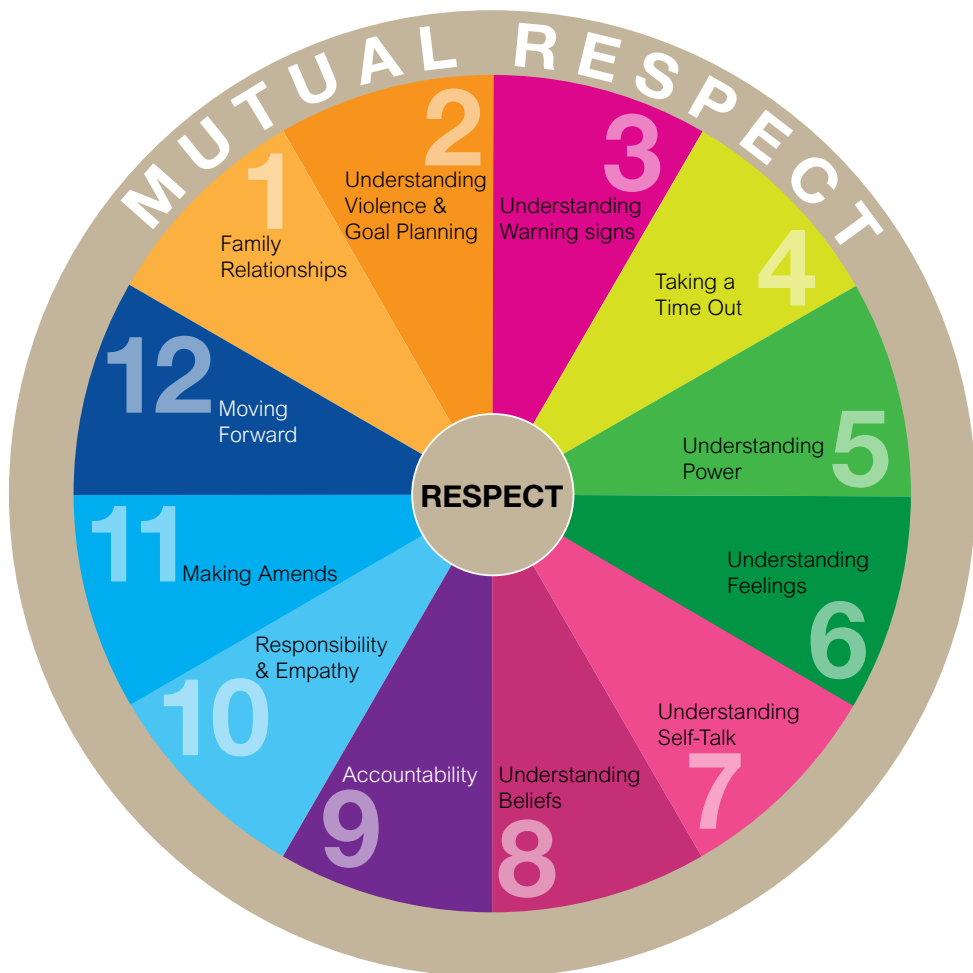 MUTUAL RESPECT
1
Family
Relationships
2
Understanding
Violence &
Goal Planning
3
Understanding
Warning signs
4
Taking a
Time Out
5
Understanding
Power
6
Understanding
Feelings
7
Understanding
Self-Talk
8
Understanding
Beliefs
9
Accountability
10
Responsibility
& Empathy
11
Making Amends
12
Moving
Forward
RESPECT